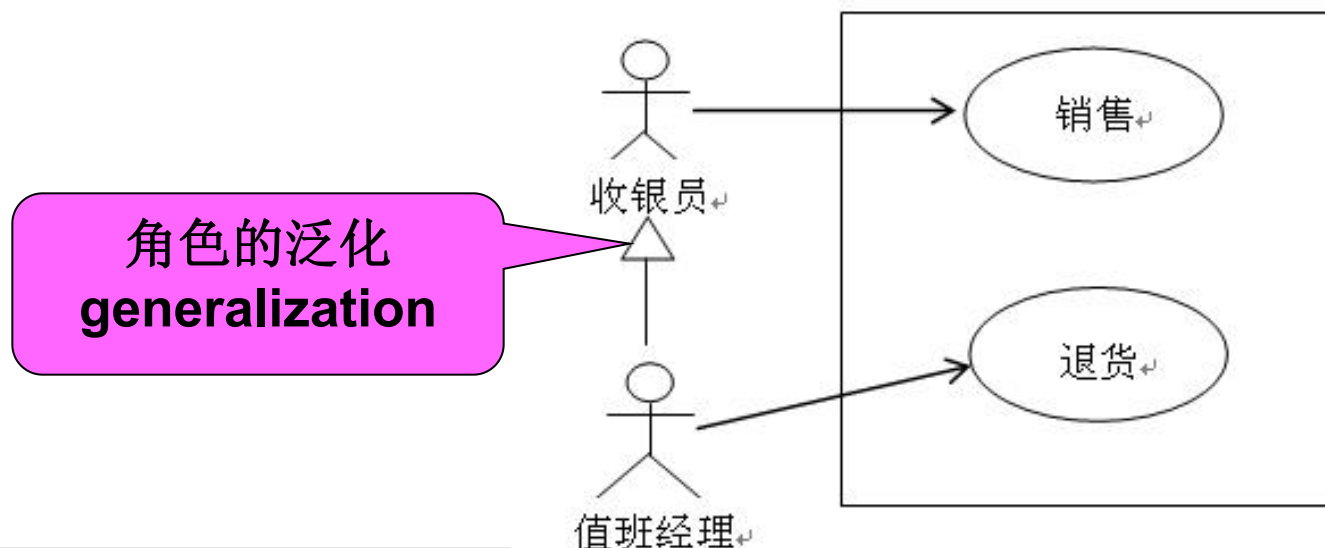 销售
收银员
角色的泛化
generalization
退货
值班经理